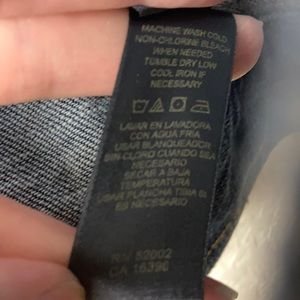 MACHINE WASH COLD
NON-CHLORINE BLEACH
WHEN NEEDED
TUMBLE DRY LOW
COOL IRON IF
NECESSARY
LAVAR EN LAVADORA
CON AGUA FRIA
USAR BLANQUEADOR
SIN-CLORO CUANDO SEA
NECESARIO
SECAR A BAJA
TEMPERATURA
USAR PLANCHA TIBIA SI
ES NECESARIO
RN 52002
CA 16396